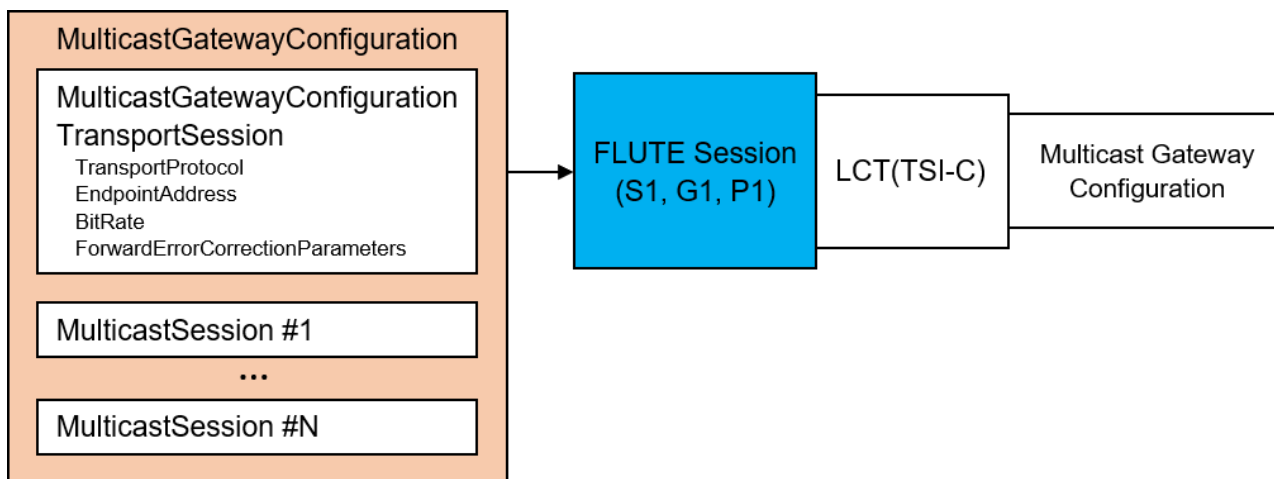 MulticastGatewayConfiguration
MulticastGatewayConfiguration
TransportSession
TransportProtocol
EndpointAddress
BitRate
ForwardErrorCorrectionParameters
MulticastSession #1
...
MulticastSession #N
FLUTE Session
(S1, G1, P1)
LCT(TSI-C)
Multicast Gateway
Configuration